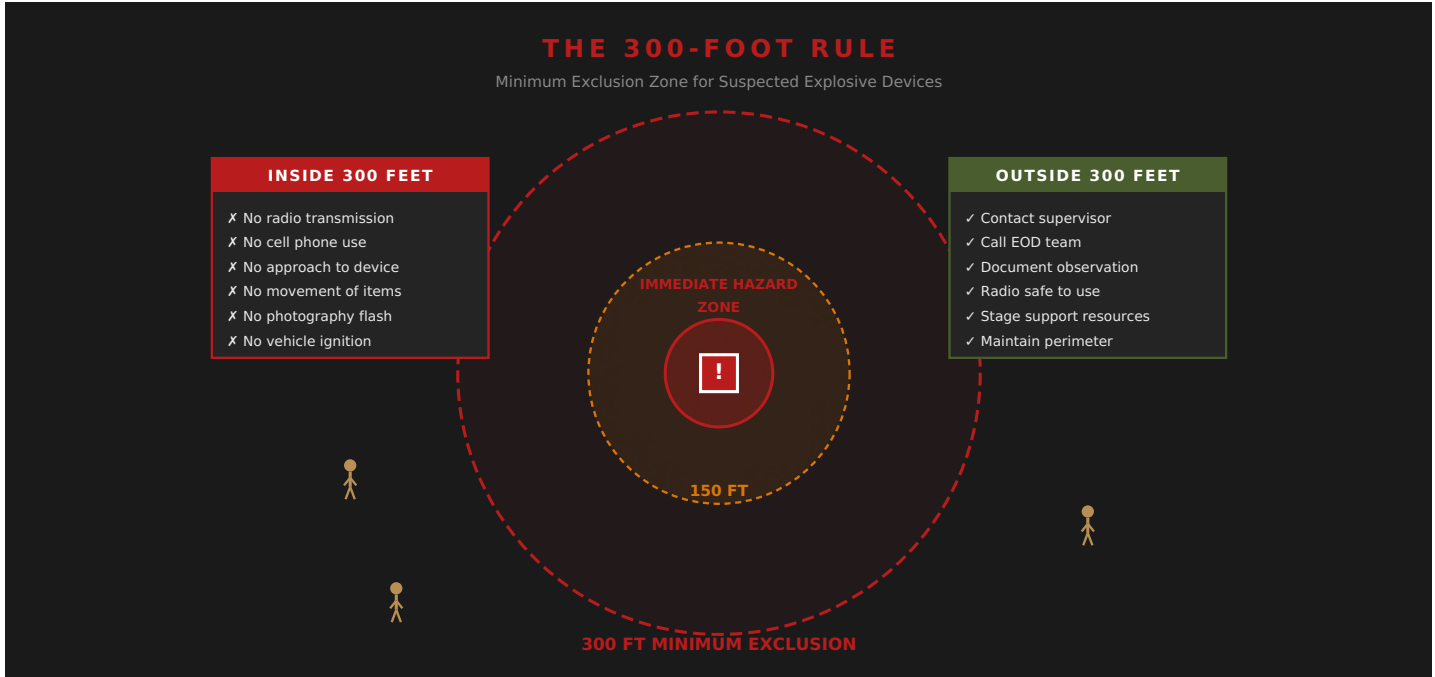 THE 300-FOOT RULE
Minimum Exclusion Zone for Suspected Explosive Devices
INSIDE 300 FEET
✗ No radio transmission
✗ No cell phone use
✗ No approach to device
✗ No movement of items
✗ No photography flash
✗ No vehicle ignition
OUTSIDE 300 FEET
✓ Contact supervisor
✓ Call EOD team
✓ Document observation
✓ Radio safe to use
✓ Stage support resources
✓ Maintain perimeter
IMMEDIATE HAZARD
ZONE
!
150 FT
300 FT MINIMUM EXCLUSION